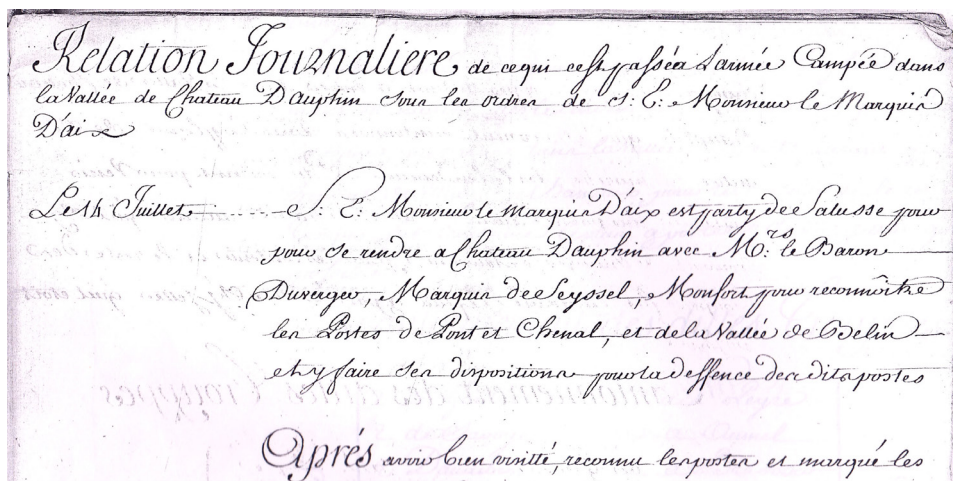 Relation Journaliere de ce qui cest passé a L'armée Campée dans
la Vallée de Chateau Dauphin sous les ordres de S: E: Monsieur le Marquis
D'aix
Le 14 Juillet S: E: Monsieur le Marquis D'aix est party de Salusse pour
pour se rendre a Chateau Dauphin avec M:rs le Baron
Duverger, Marquis de Seyssel, Monfort pour reconnôitre
les Postes de Pont et Chenal, et de la Vallée de Belin
et y faire ses dispositions pour la deffence des dits postes
Aprés avoir bien visitté, reconnu les postes et marqué les